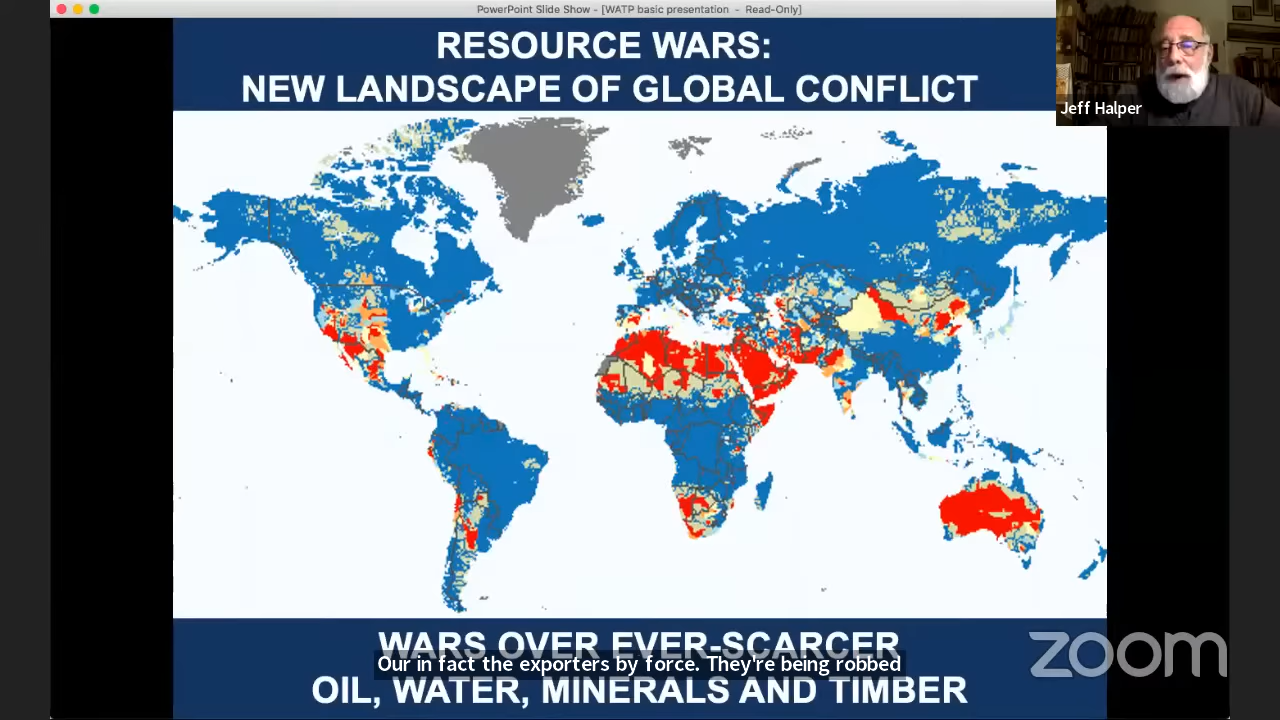 PowerPoint Slide Show - [WATP basic presentation - Read-Only]
RESOURCE WARS:
NEW LANDSCAPE OF GLOBAL CONFLICT
Jeff Halper
WARS OVER EVER-SCARCER
Our in fact the exporters by force. They're being robbed
OIL, WATER, MINERALS AND TIMBER
zoom